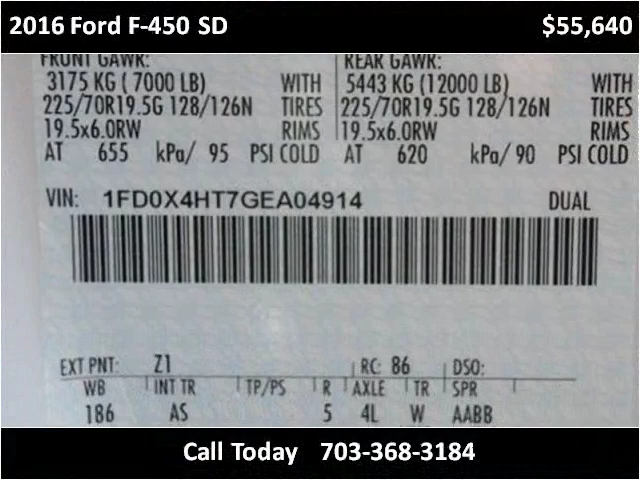 2016 Ford F-450 SD $55,640
FRONT GAWR: REAR GAWR:
3175 KG ( 7000 LB) WITH 5443 KG (12000 LB) WITH
225/70R19.5G 128/126N TIRES 225/70R19.5G 128/126N TIRES
19.5x6.0RW RIMS 19.5x6.0RW RIMS
AT 655 kPa/ 95 PSI COLD AT 620 kPa/ 90 PSI COLD
VIN: 1FD0X4HT7GEA04914 DUAL
EXT PNT: Z1 RC: 86 DSO:
WB INT TR TP/PS R AXLE TR SPR
186 AS 5 4L W AABB
Call Today 703-368-3184